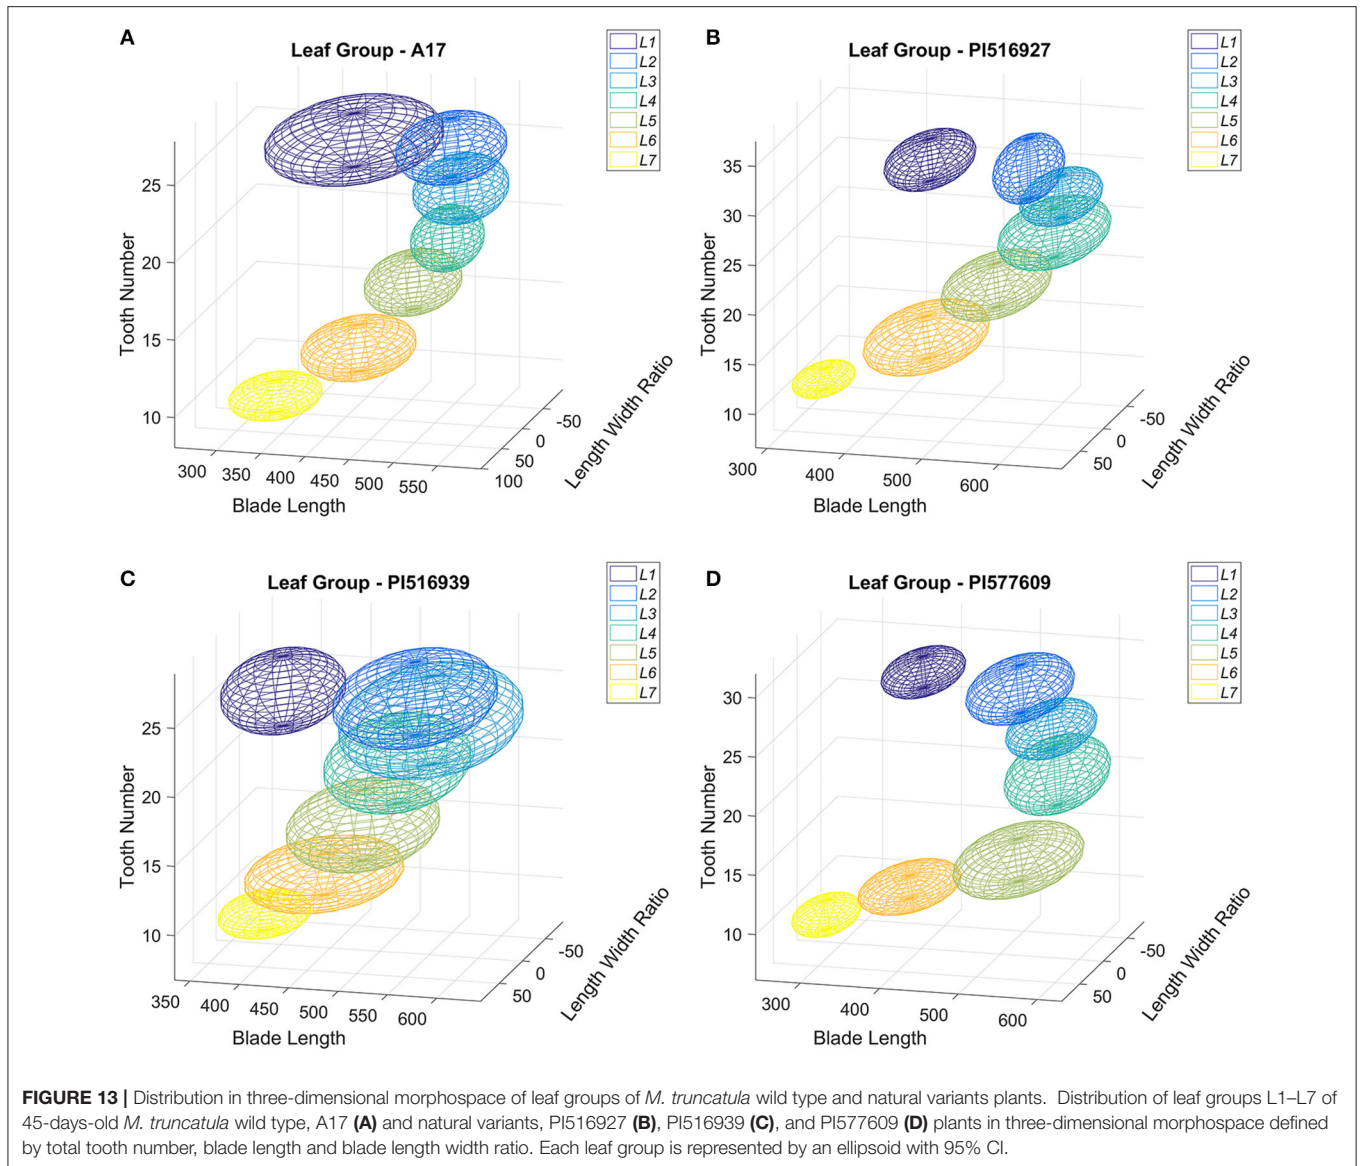 A
Leaf Group - A17
L1
L2
L3
L4
L5
L6
L7
25
20
15
10
Tooth Number
300 350 400 450 500 550
Blade Length
-50
0
50
100
Length Width Ratio
B
Leaf Group - PI516927
L1
L2
L3
L4
L5
L6
L7
35
30
25
20
15
10
Tooth Number
300 400 500 600
Blade Length
-50
0
50
Length Width Ratio
C
Leaf Group - PI516939
L1
L2
L3
L4
L5
L6
L7
25
20
15
10
Tooth Number
350 400 450 500 550 600
Blade Length
-50
0
50
Length Width Ratio
D
Leaf Group - PI577609
L1
L2
L3
L4
L5
L6
L7
30
25
20
15
10
Tooth Number
300 400 500 600
Blade Length
-50
0
50
Length Width Ratio
FIGURE 13 | Distribution in three-dimensional morphospace of leaf groups of M. truncatula wild type and natural variants plants. Distribution of leaf groups L1–L7 of
45-days-old M. truncatula wild type, A17 (A) and natural variants, PI516927 (B), PI516939 (C), and PI577609 (D) plants in three-dimensional morphospace defined
by total tooth number, blade length and blade length width ratio. Each leaf group is represented by an ellipsoid with 95% CI.